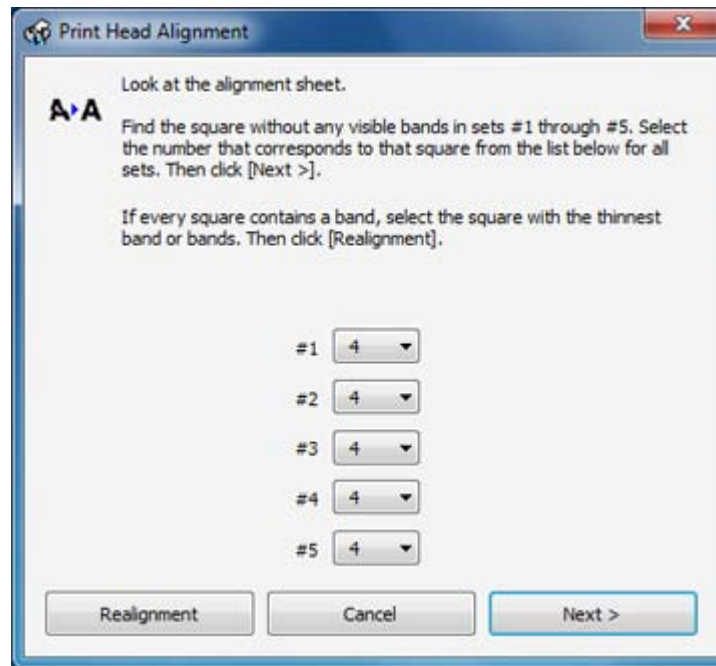 Print Head Alignment
Look at the alignment sheet.
A A
Find the square without any visible bands in sets #1 through #5. Select
the number that corresponds to that square from the list below for all
sets. Then click [Next >].
If every square contains a band, select the square with the thinnest
band or bands. Then click [Realignment].
#1 4
#2 4
#3 4
#4 4
#5 4
Realignment Cancel Next >